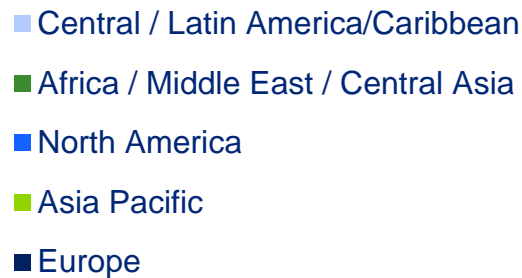 Central / Latin America/Caribbean
Africa / Middle East / Central Asia
North America
Asia Pacific
Europe